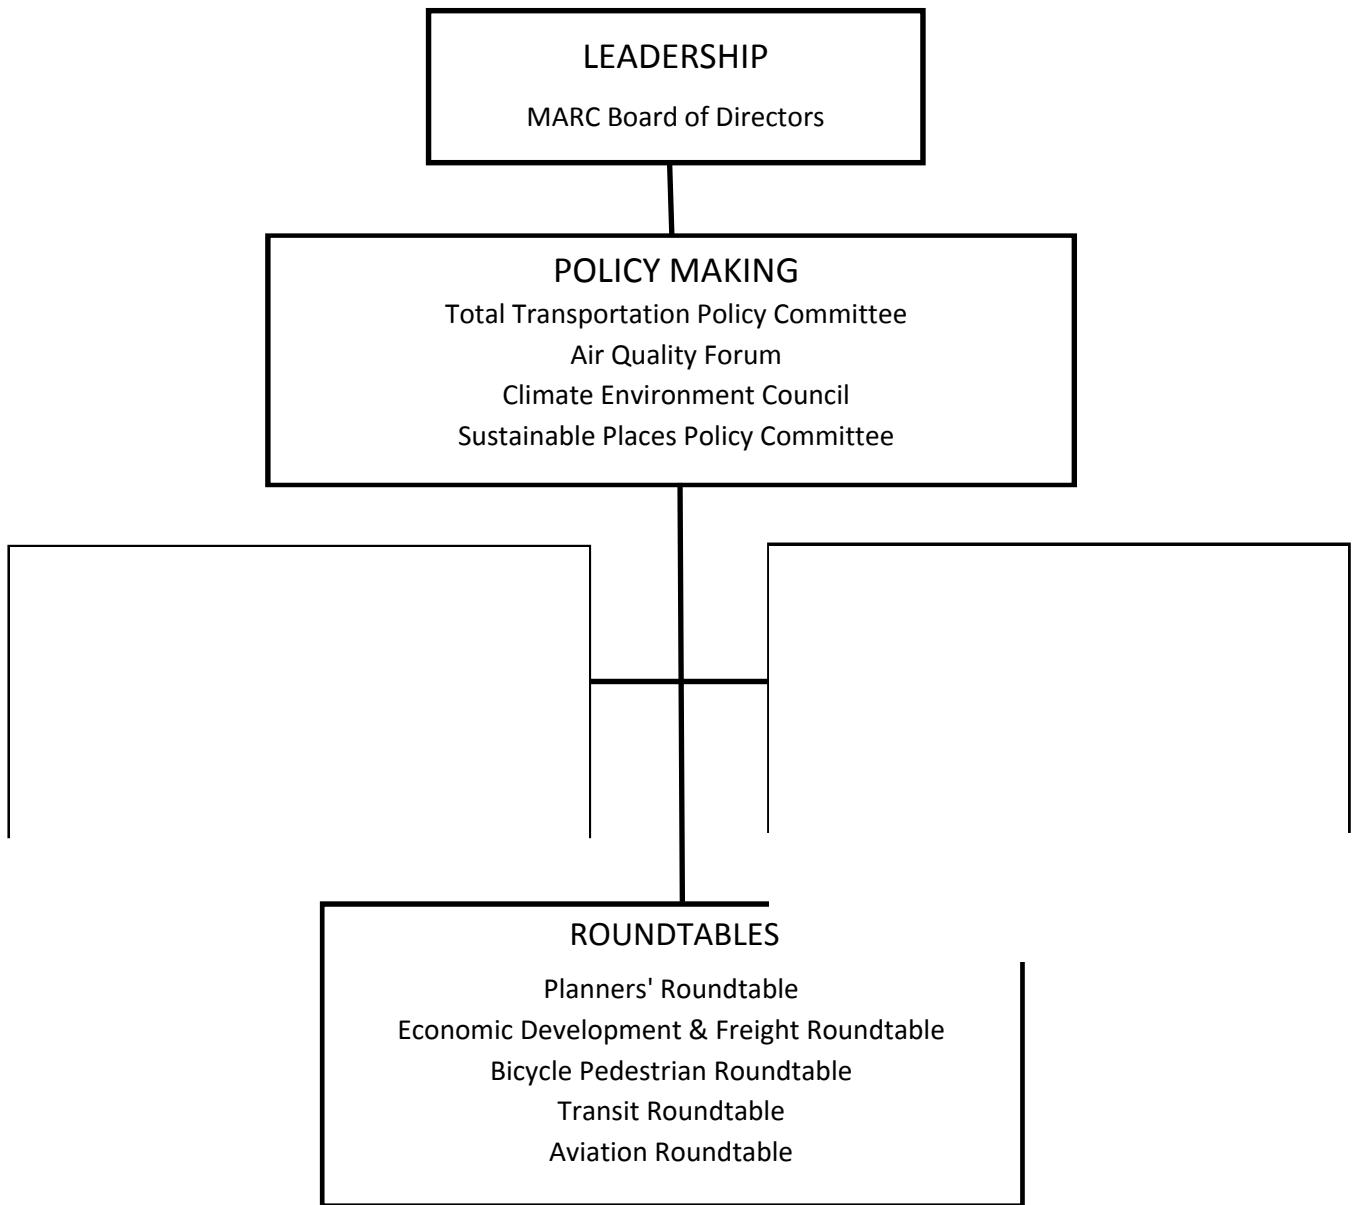 LEADERSHIP
MARC Board of Directors
POLICY MAKING
Total Transportation Policy Committee
Air Quality Forum
Climate Environment Council
Sustainable Places Policy Committee
ROUNDTABLES
Planners' Roundtable
Economic Development & Freight Roundtable
Bicycle Pedestrian Roundtable
Transit Roundtable
Aviation Roundtable